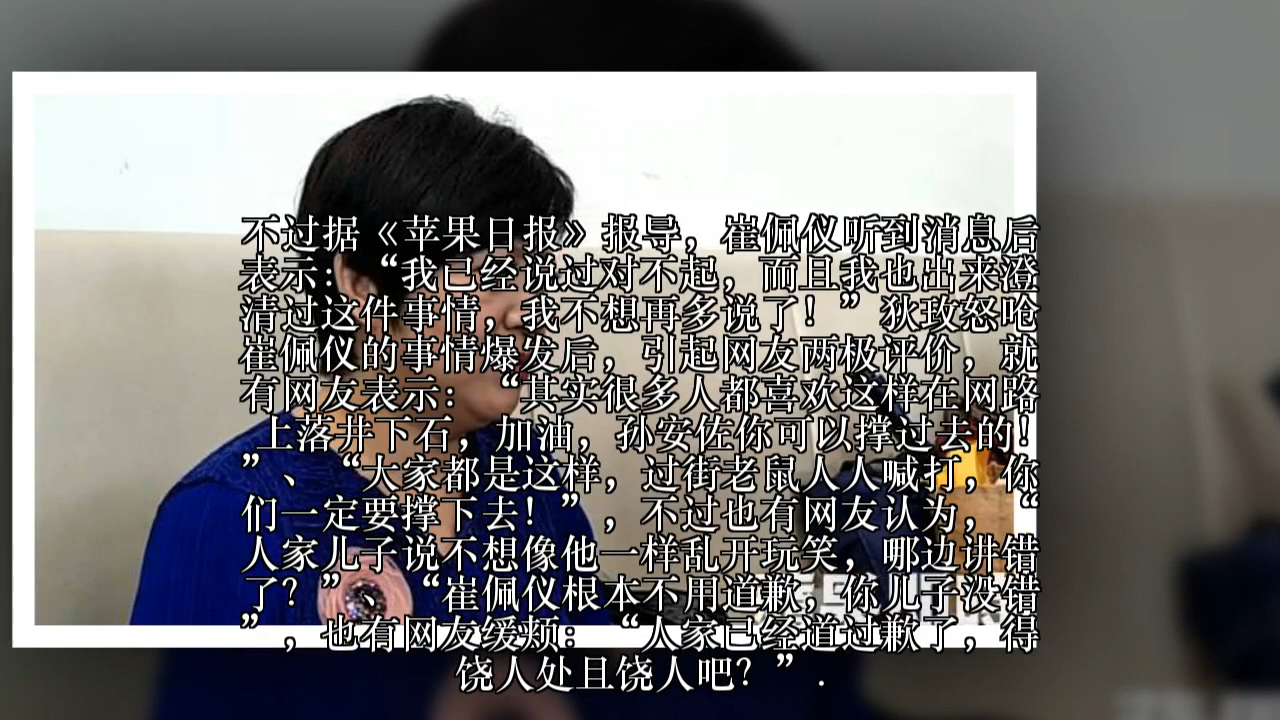 不过据《苹果日报》报导，崔佩仪听到消息后
表示：“我已经说过对不起，而且我也出来澄
清过这件事情，我不想再多说了！”狄玫怒呛
崔佩仪的事情爆发后，引起网友两极评价，就
有网友表示：“其实很多人都喜欢这样在网路
上落井下石，加油，孙安佐你可以撑过去的！
”、“大家都是这样，过街老鼠人人喊打，你
们一定要撑下去！”，不过也有网友认为，“
人家儿子说不想像他一样乱开玩笑，哪边讲错
了？”、“崔佩仪根本不用道歉，你儿子没错
”，也有网友缓颊：“人家已经道过歉了，得
饶人处且饶人吧？”.